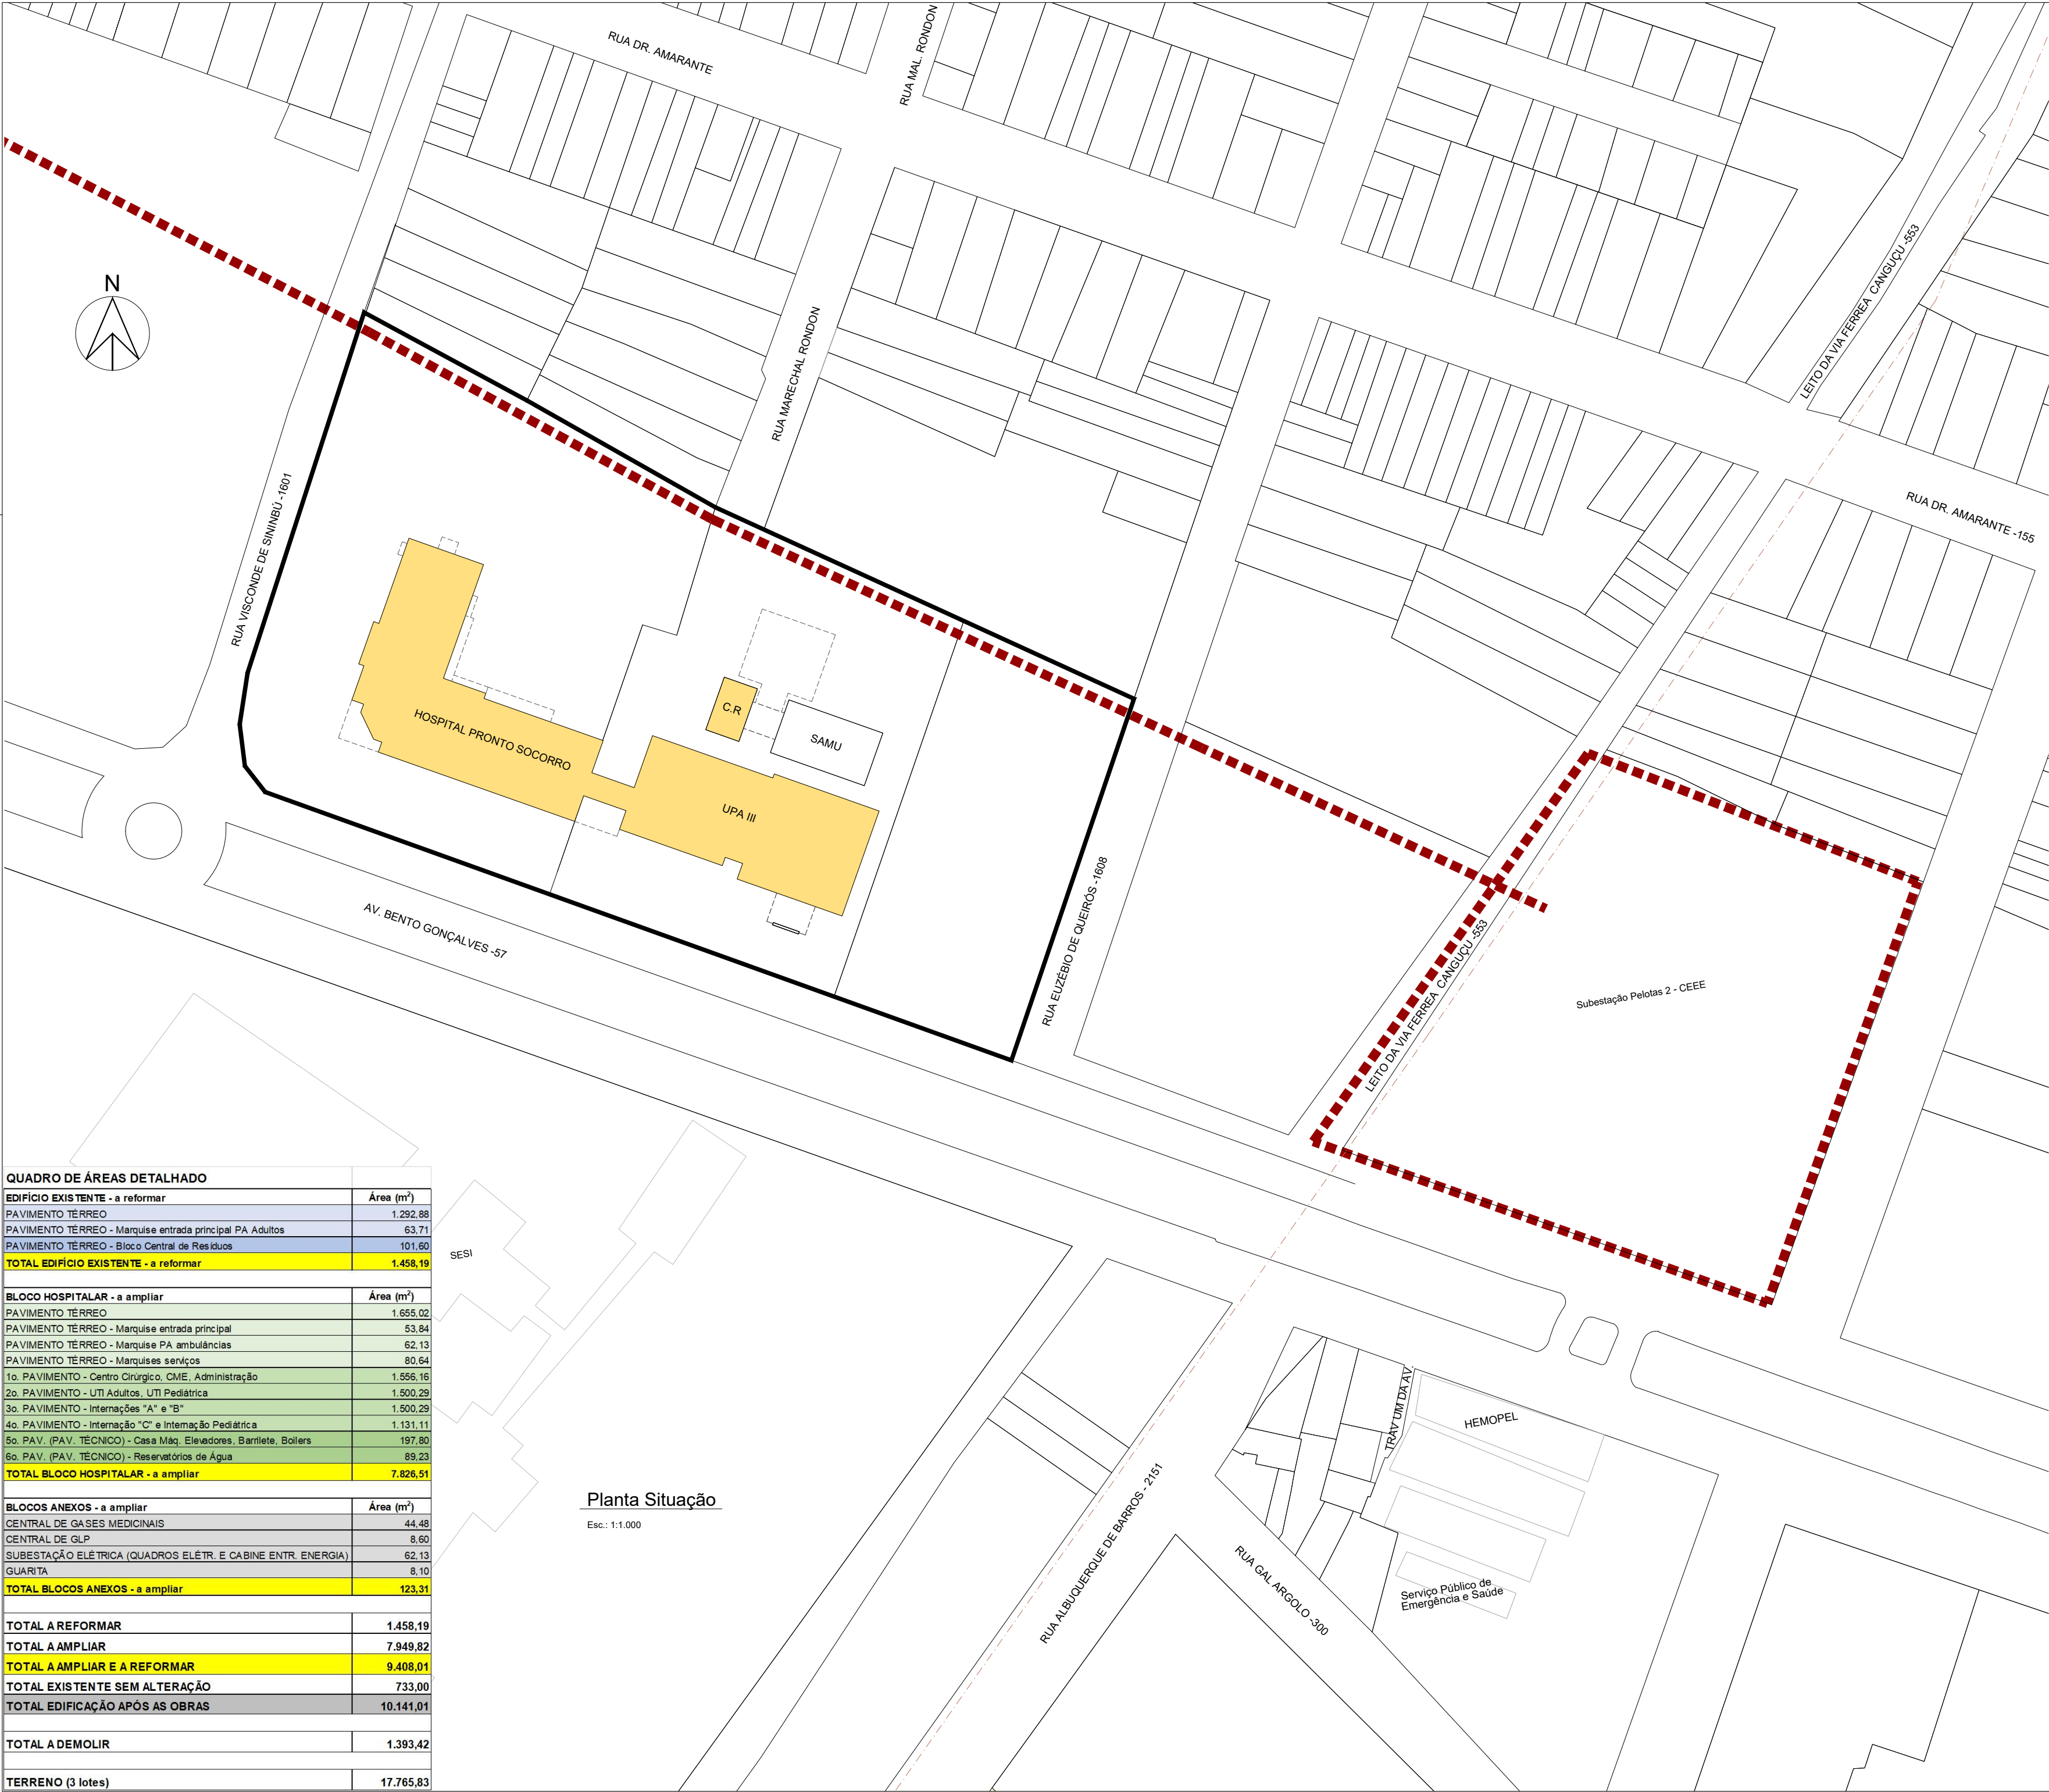 RUA DR. AMARANTE
RUA MAL. RONDON
LEITO DA VIA FERREA CANGUÇU -553
N
RUA MARECHAL RONDON
RUA VISCONDE DE SININBÚ -1601
RUA DR. AMARANTE -155
HOSPITAL PRONTO SOCORRO
C.R
SAMU
UPA III
AV. BENTO GONÇALVES -57
RUA EUZÉBIO DE QUEIRÓS -1608
LEITO DA VIA FERREA CANGUÇU -553
Subestação Pelotas 2 - CEEE
QUADRO DE ÁREAS DETALHADO
EDIFÍCIO EXISTENTE - a reformar Área (m²)
PAVIMENTO TÉRREO 1.292,88
PAVIMENTO TÉRREO - Marquise entrada principal PA Adultos 63,71
PAVIMENTO TÉRREO - Bloco Central de Resíduos 101,60
TOTAL EDIFÍCIO EXISTENTE - a reformar 1.458,19
BLOCO HOSPITALAR - a ampliar Área (m²)
PAVIMENTO TÉRREO 1.655,02
PAVIMENTO TÉRREO - Marquise entrada principal 53,84
PAVIMENTO TÉRREO - Marquise PA ambulâncias 62,13
PAVIMENTO TÉRREO - Marquises serviços 80,64
1o. PAVIMENTO - Centro Cirúrgico, CME, Administração 1.556,16
2o. PAVIMENTO - UTI Adultos, UTI Pediátrica 1.500,29
3o. PAVIMENTO - Internações "A" e "B" 1.500,29
4o. PAVIMENTO - Internação "C" e Internação Pediátrica 1.131,11
5o. PAV. (PAV. TÉCNICO) - Casa Máq. Elevadores, Barrilete, Boilers 197,80
6o. PAV. (PAV. TÉCNICO) - Reservatórios de Água 89,23
TOTAL BLOCO HOSPITALAR - a ampliar 7.826,51
BLOCOS ANEXOS - a ampliar Área (m²)
CENTRAL DE GASES MEDICINAIS 44,48
CENTRAL DE GLP 8,60
SUBESTAÇÃO ELÉTRICA (QUADROS ELÉTR. E CABINE ENTR. ENERGIA) 62,13
GUARITA 8,10
TOTAL BLOCOS ANEXOS - a ampliar 123,31
TOTAL A REFORMAR 1.458,19
TOTAL A AMPLIAR 7.949,82
TOTAL A AMPLIAR E A REFORMAR 9.408,01
TOTAL EXISTENTE SEM ALTERAÇÃO 733,00
TOTAL EDIFICAÇÃO APÓS AS OBRAS 10.141,01
TOTAL A DEMOLIR 1.393,42
TERRENO (3 lotes) 17.765,83
SESI
Planta Situação
Esc.: 1:1.000
RUA ALBUQUERQUE DE BARROS - 2151
TRAV UM DA AV.
HEMOPEL
RUA GAL ARGOLO -300
Serviço Público de
Emergência e Saúde